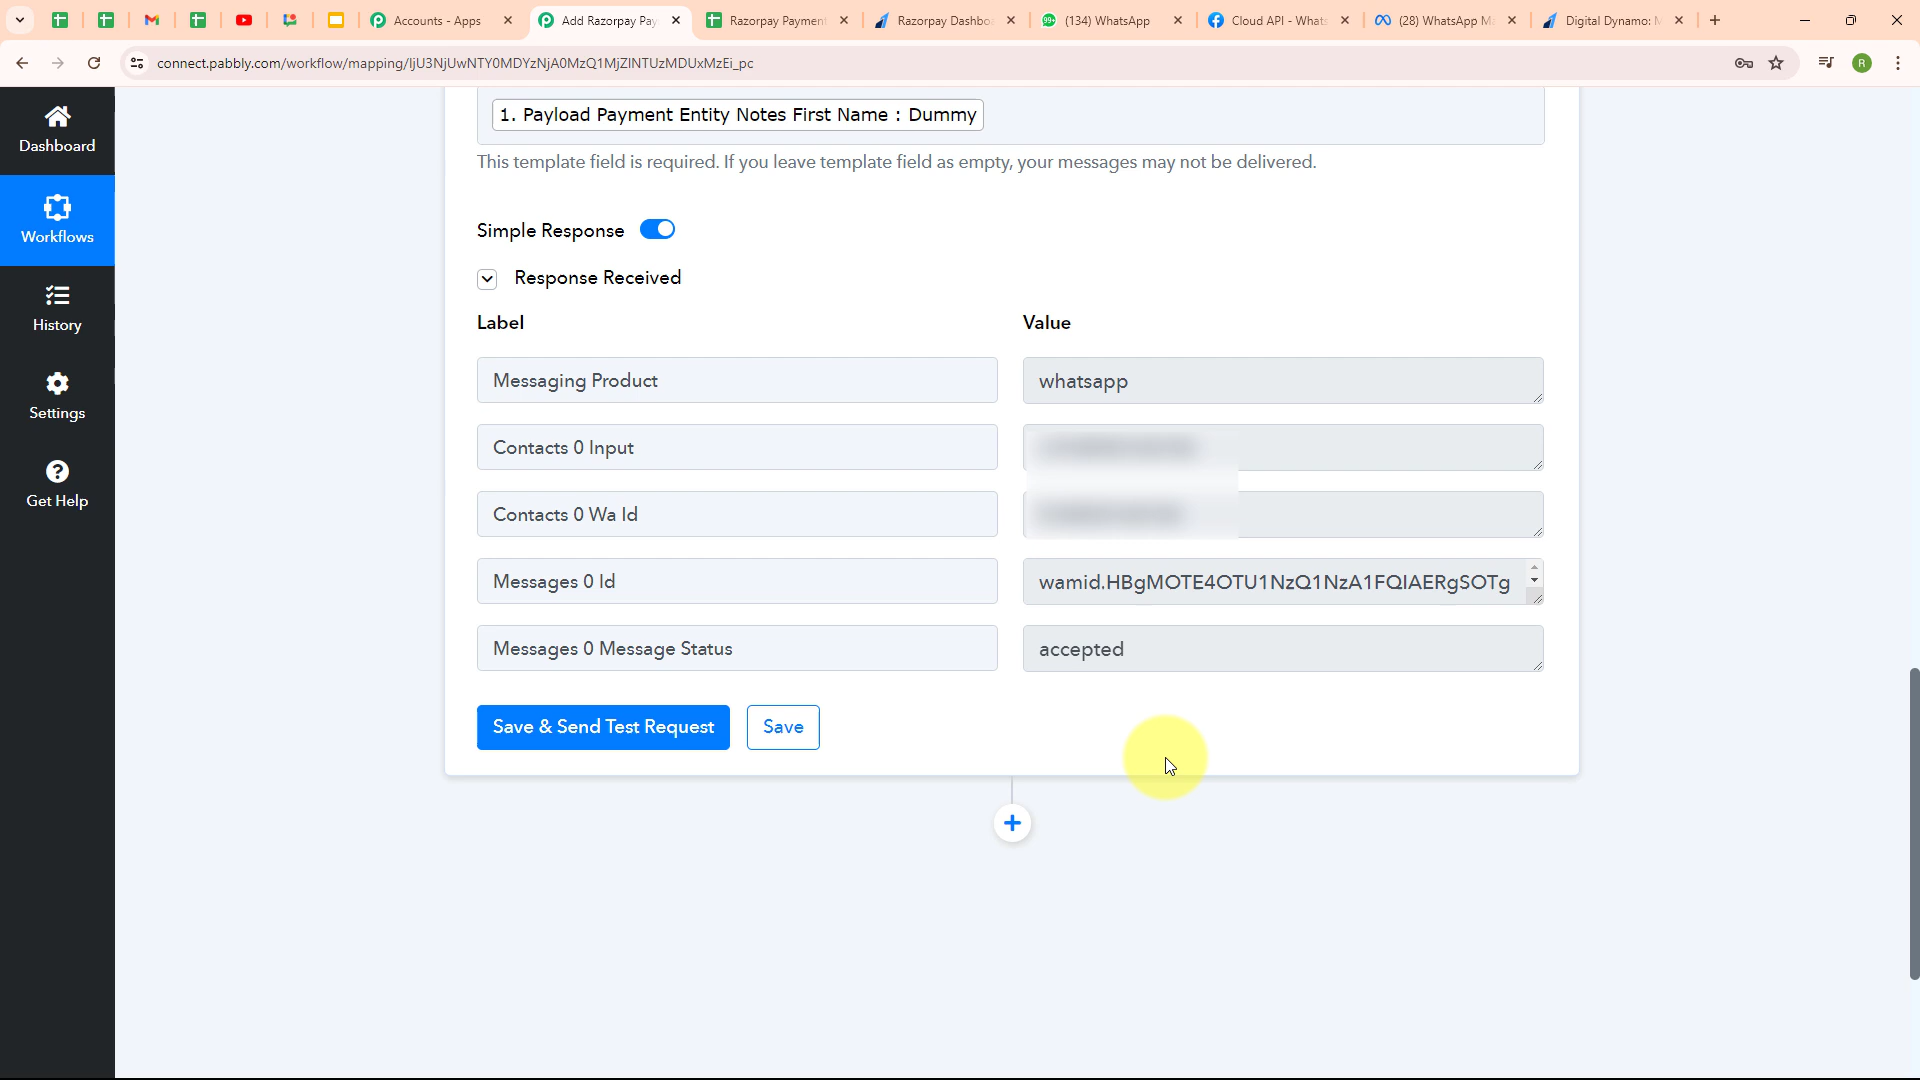 Accounts - Apps
Add Razorpay Pay
Razorpay Payment
Razorpay Dashboa
99+
(134) WhatsApp
Cloud API - Whats
(28) WhatsApp M
Digital Dynamo: M
connect.pabbly.com/workflow/mapping/IjU3NjUwNTY0MDYzNjA0MzQ1MjZINTUzMDUxMzEi_pc
R
Dashboard
Workflows
History
Settings
Get Help
1. Payload Payment Entity Notes First Name : Dummy
This template field is required. If you leave template field as empty, your messages may not be delivered.
Simple Response
Response Received
Label Value
Messaging Product whatsapp
Contacts 0 Input
Contacts 0 Wa Id
Messages 0 Id wamid.HBgMOTE4OTU1NzQ1NzA1FQIAERgSOTg
Messages 0 Message Status accepted
Save & Send Test Request Save